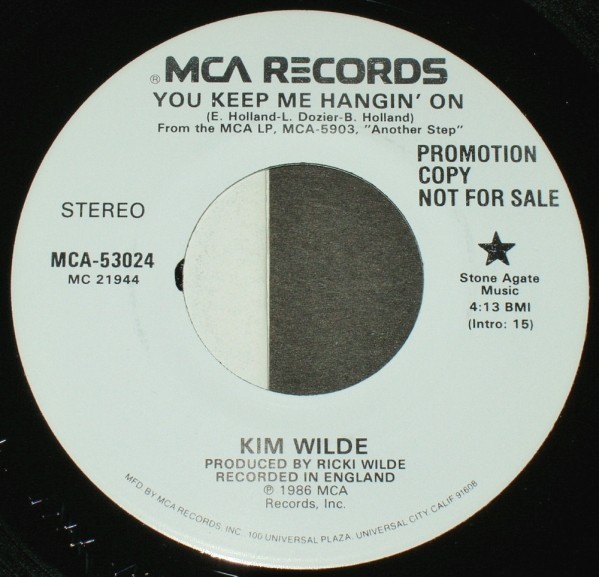 ® MCA RECORDS
YOU KEEP ME HANGIN' ON
(E. Holland-L. Dozier-B. Holland)
From the MCA LP, MCA-5903, "Another Step"
PROMOTION
COPY
NOT FOR SALE
STEREO
MCA-53024
MC 21944
Stone Agate
Music
4:13 BMI
(Intro: 15)
KIM WILDE
PRODUCED BY RICKI WILDE
RECORDED IN ENGLAND
℗ 1986 MCA
Records, Inc.
MFD. BY MCA RECORDS, INC. 100 UNIVERSAL PLAZA, UNIVERSAL CITY, CALIF 91608